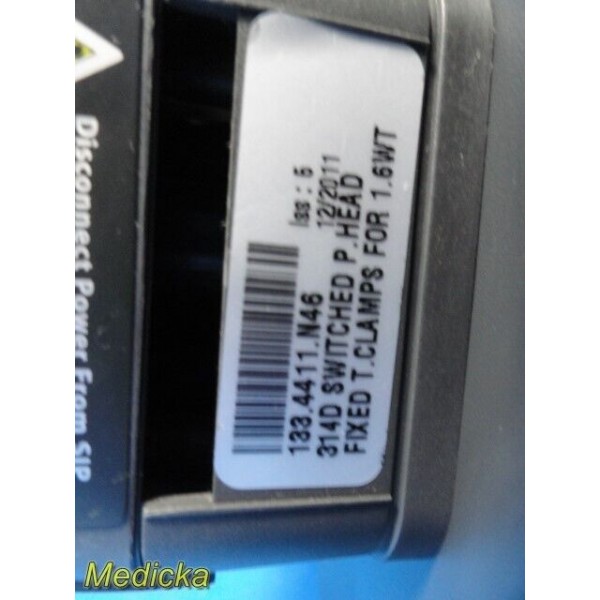 Disconnect Power From SIP
Iss : 5
12/2011
133.4411.N46
314D SWITCHED P.HEAD
FIXED T.CLAMPS FOR 1.6WT
Medicka